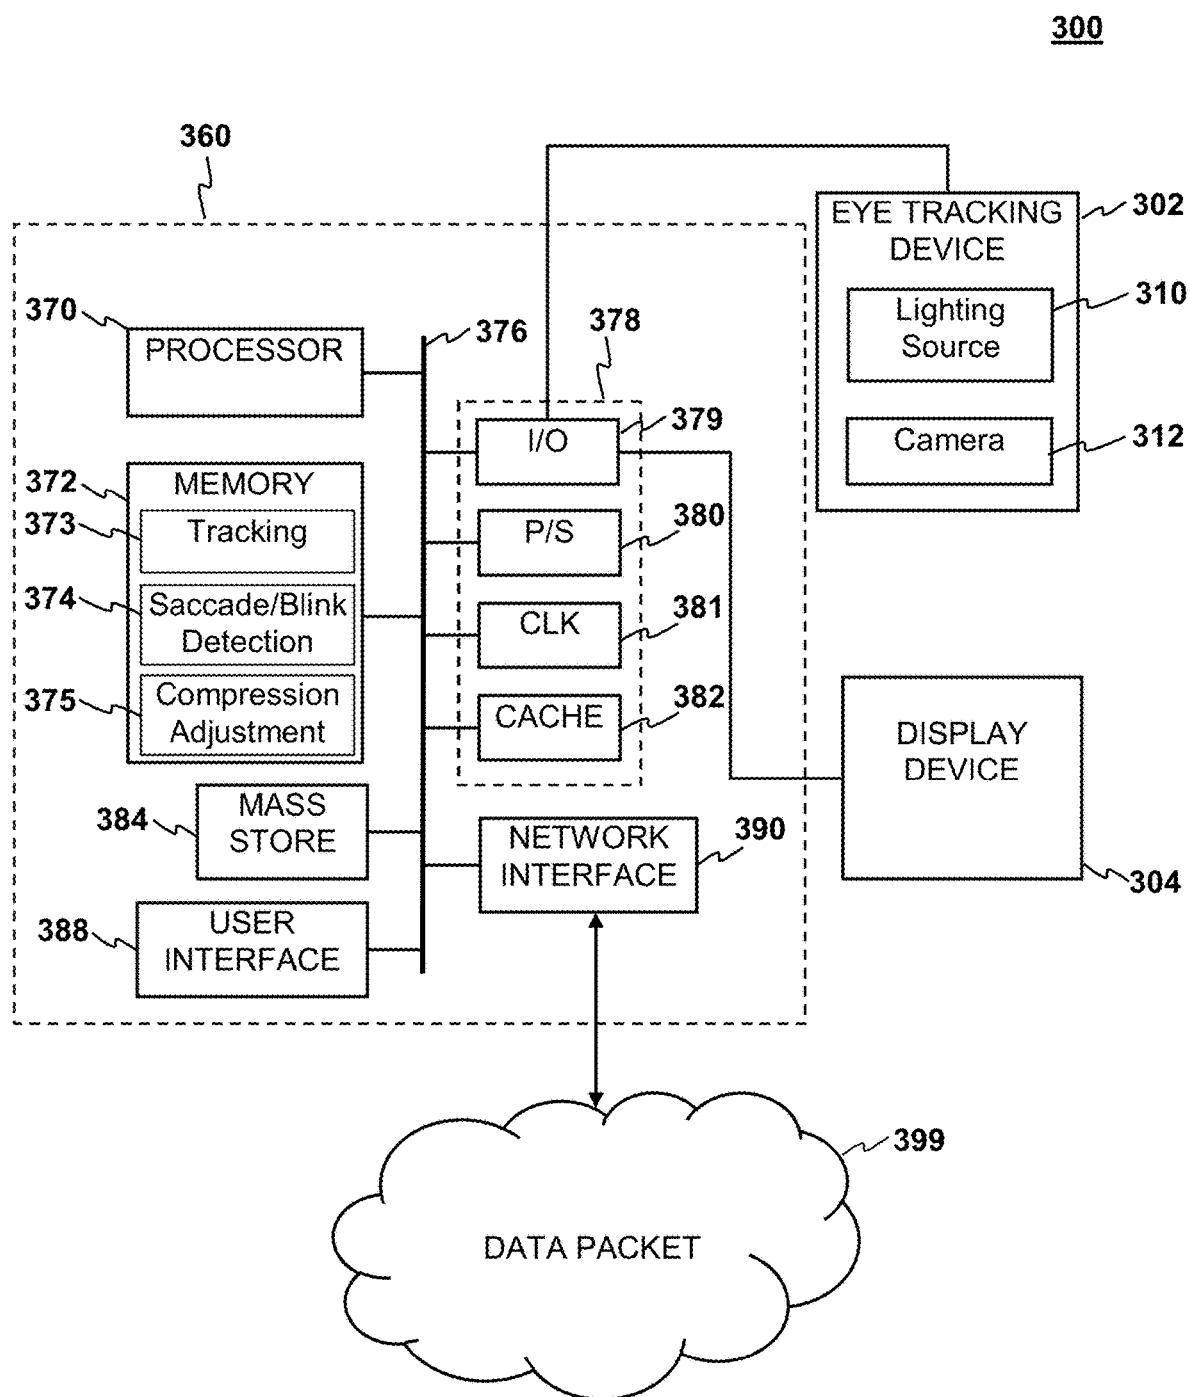 300
360
302
EYE TRACKING
DEVICE
310
Lighting
Source
312
Camera
370
PROCESSOR
376
378
379
I/O
372
MEMORY
373
Tracking
380
P/S
374
Saccade/Blink
Detection
381
CLK
375
Compression
Adjustment
382
CACHE
DISPLAY
DEVICE
304
384
MASS
STORE
390
NETWORK
INTERFACE
388
USER
INTERFACE
399
DATA PACKET